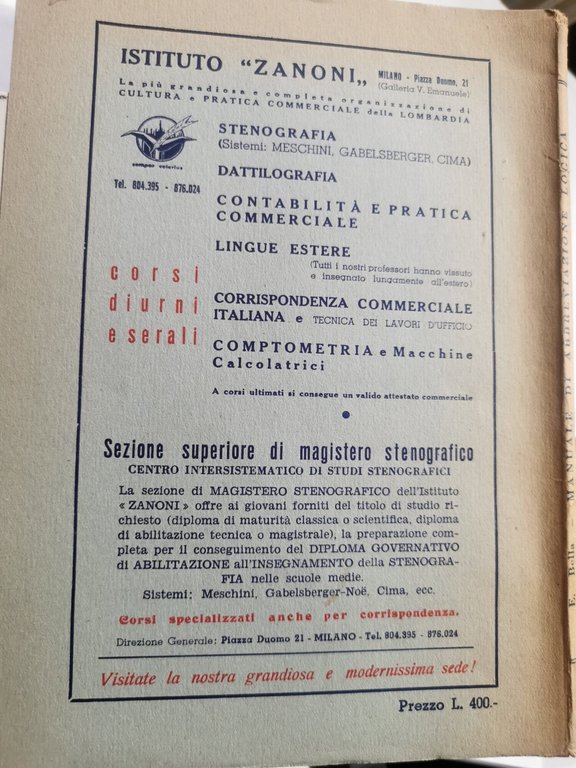 ISTITUTO "ZANONI„ MILANO - Piazza Duomo, 21
(Galleria V. Emanuele)
La più grandiosa e completa organizzazione di
CULTURA e PRATICA COMMERCIALE della LOMBARDIA
semper velocius
Tel. 804.395 - 876.024
STENOGRAFIA
(Sistemi: MESCHINI, GABELSBERGER, CIMA)
DATTILOGRAFIA
CONTABILITÀ E PRATICA
COMMERCIALE
LINGUE ESTERE
(Tutti i nostri professori hanno vissuto
e insegnato lungamente all'estero)
corsi
diurni
e serali
CORRISPONDENZA COMMERCIALE
ITALIANA e TECNICA DEI LAVORI D'UFFICIO
COMPTOMETRIA e Macchine
Calcolatrici
A corsi ultimati si consegue un valido attestato commerciale
Sezione superiore di magistero stenografico
CENTRO INTERSISTEMATICO DI STUDI STENOGRAFICI
La sezione di MAGISTERO STENOGRAFICO dell'Istituto
« ZANONI » offre ai giovani forniti del titolo di studio ri-
chiesto (diploma di maturità classica o scientifica, diploma
di abilitazione tecnica o magistrale), la preparazione com-
pleta per il conseguimento del DIPLOMA GOVERNATIVO
di ABILITAZIONE all'INSEGNAMENTO della STENOGRA-
FIA nelle scuole medie.
Sistemi: Meschini, Gabelsberger-Noë, Cima, ecc.
Corsi specializzati anche per corrispondenza.
Direzione Generale: Piazza Duomo 21 - MILANO - Tel. 804.395 - 876.024
Visitate la nostra grandiosa e modernissima sede!
Prezzo L. 400.-
E. Bella - MANUALE DI ABBREVIAZIONE LOGICA